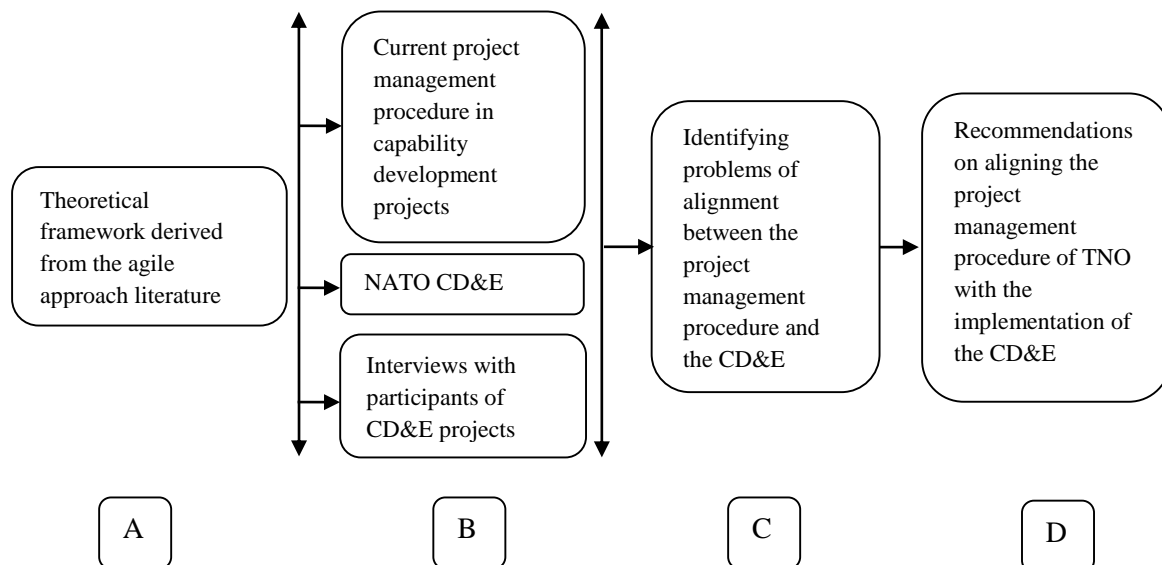 Theoretical
framework derived
from the agile
approach literature
Current project
management
procedure in
capability
development
projects
NATO CD&E
Interviews with
participants of
CD&E projects
Identifying
problems of
alignment
between the
project
management
procedure and
the CD&E
Recommendations
on aligning the
project
management
procedure of TNO
with the
implementation of
the CD&E
A
B
C
D